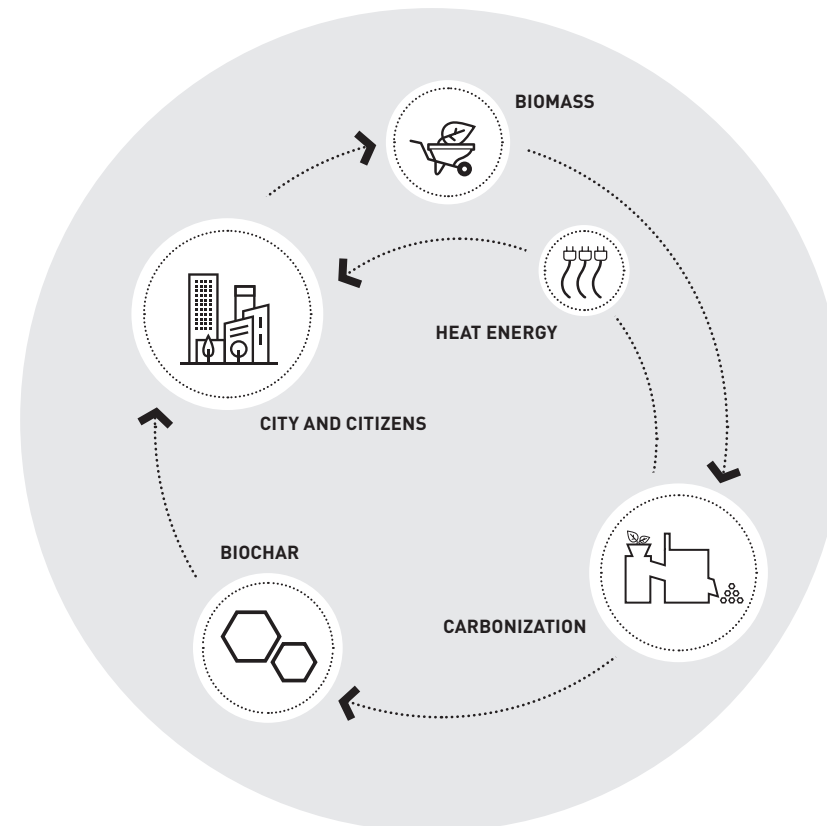 BIOMASS
HEAT ENERGY
CITY AND CITIZENS
BIOCHAR
CARBONIZATION